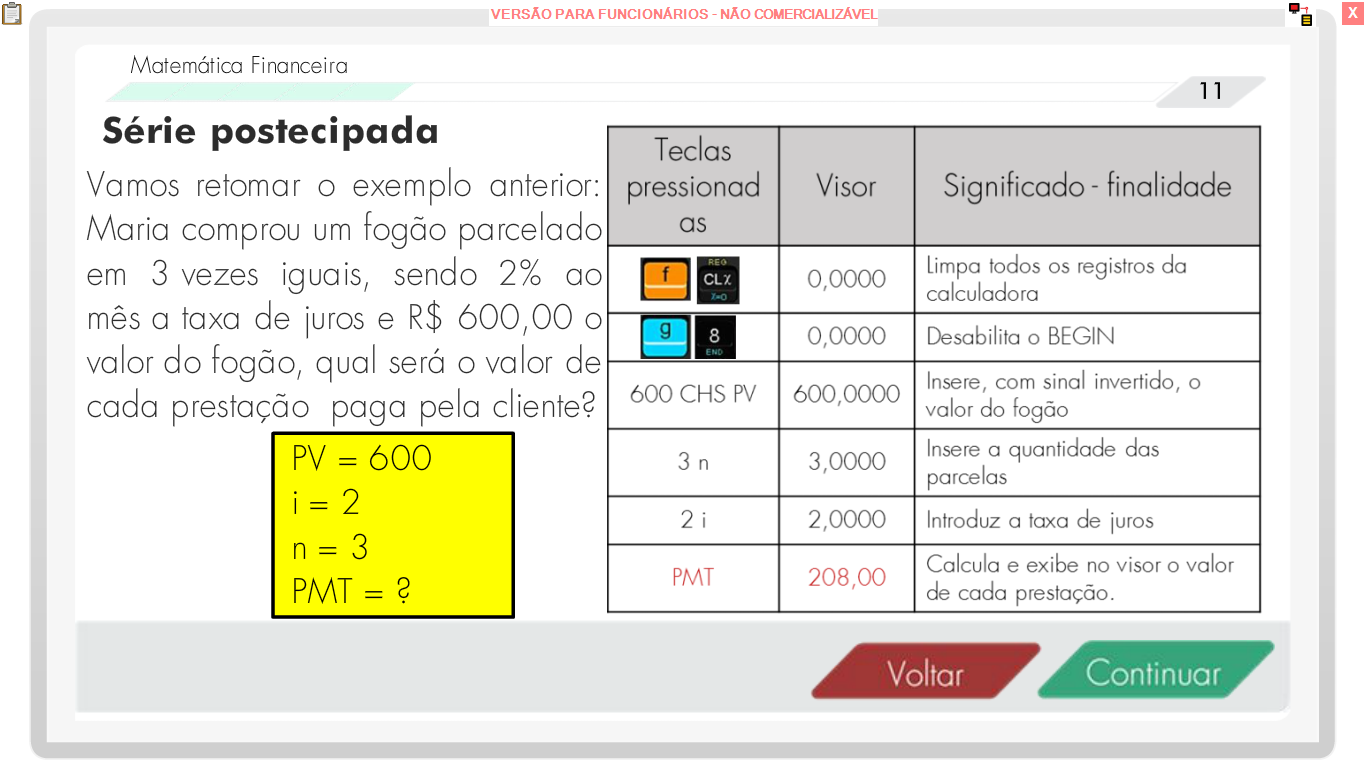 VERSÃO PARA FUNCIONÁRIOS - NÃO COMERCIALIZÁVEL
X
Matemática Financeira
11
Série postecipada
Vamos retomar o exemplo anterior:
Maria comprou um fogão parcelado
em 3 vezes iguais, sendo 2% ao
mês a taxa de juros e R$ 600,00 o
valor do fogão, qual será o valor de
cada prestação paga pela cliente?
PV = 600
i = 2
n = 3
PMT = ?
Teclas
pressionad
as
Visor
Significado - finalidade
f
REG
CLX
X=0
0,0000
Limpa todos os registros da
calculadora
g
8
END
0,0000
Desabilita o BEGIN
600 CHS PV
600,0000
Insere, com sinal invertido, o
valor do fogão
3 n
3,0000
Insere a quantidade das
parcelas
2 i
2,0000
Introduz a taxa de juros
PMT
208,00
Calcula e exibe no visor o valor
de cada prestação.
Voltar
Continuar